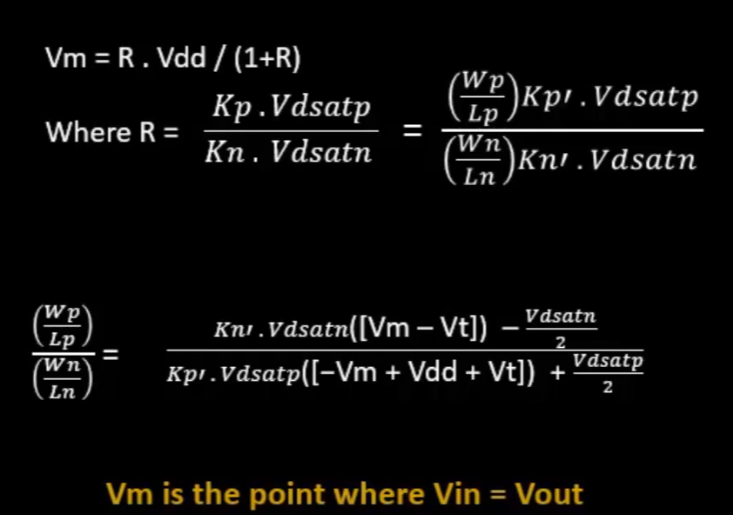 Vm = R . Vdd / (1+R)
Where R = Kp . Vdsatp / Kn . Vdsatn = (Wp/Lp)Kp′ . Vdsatp / (Wn/Ln)Kn′ . Vdsatn
(Wp/Lp) / (Wn/Ln) = Kn′ . Vdsatn([Vm – Vt]) – Vdsatn/2 / Kp′ . Vdsatp([–Vm + Vdd + Vt]) + Vdsatp/2
Vm is the point where Vin = Vout